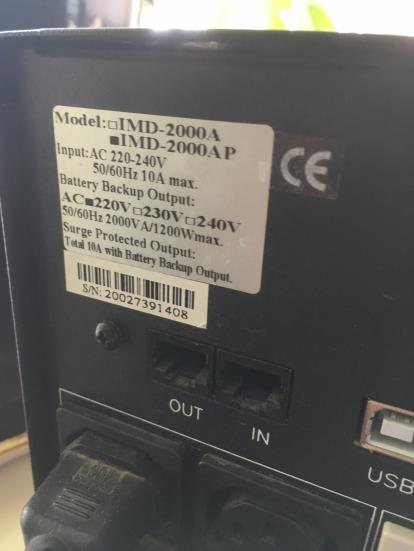 Model:□IMD-2000A
■IMD-2000AP
Input:AC 220-240V
50/60Hz 10A max.
Battery Backup Output:
AC■220V□230V□240V
50/60Hz 2000VA/1200Wmax.
Surge Protected Output:
Total 10A with Battery Backup Output.
CE
S/N: 20027391408
OUT
IN
USB